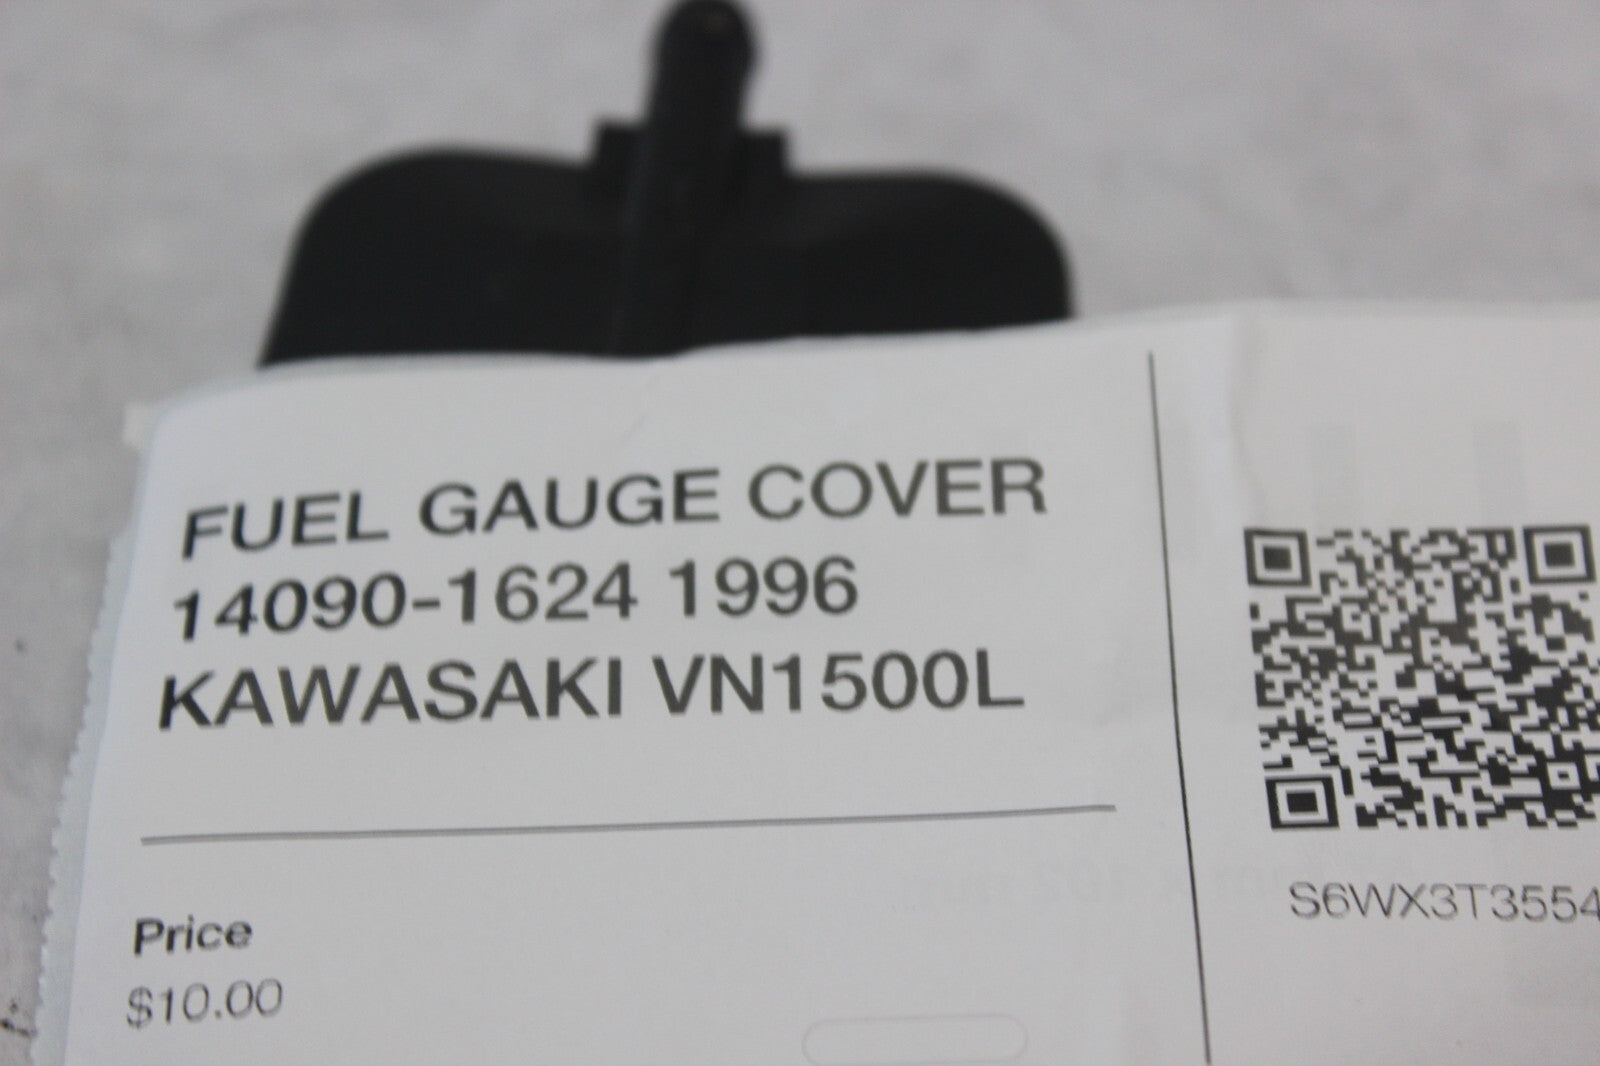 FUEL GAUGE COVER
14090-1624 1996
KAWASAKI VN1500L
Price
$10.00
S6WX3T3554